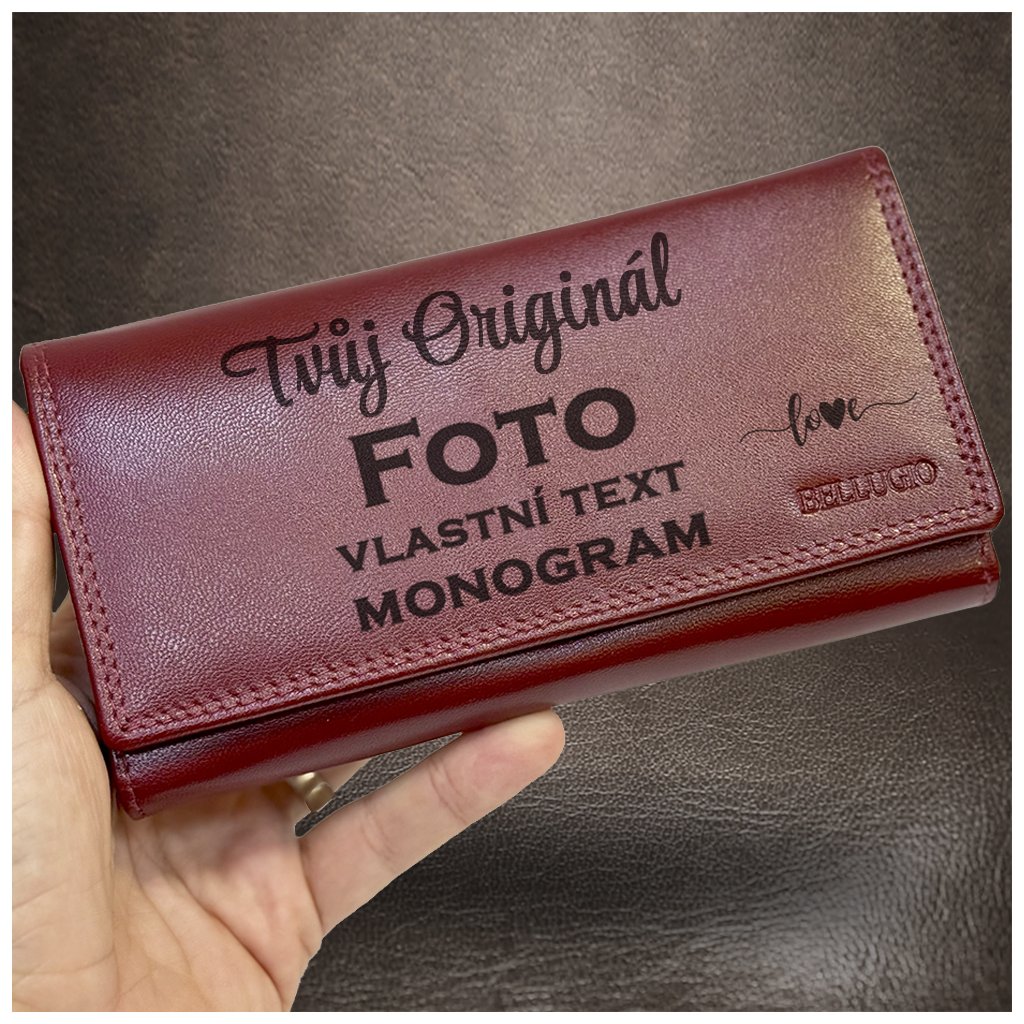 Tvůj Originál
Foto
vlastní text
monogram
love
BELLUGIO